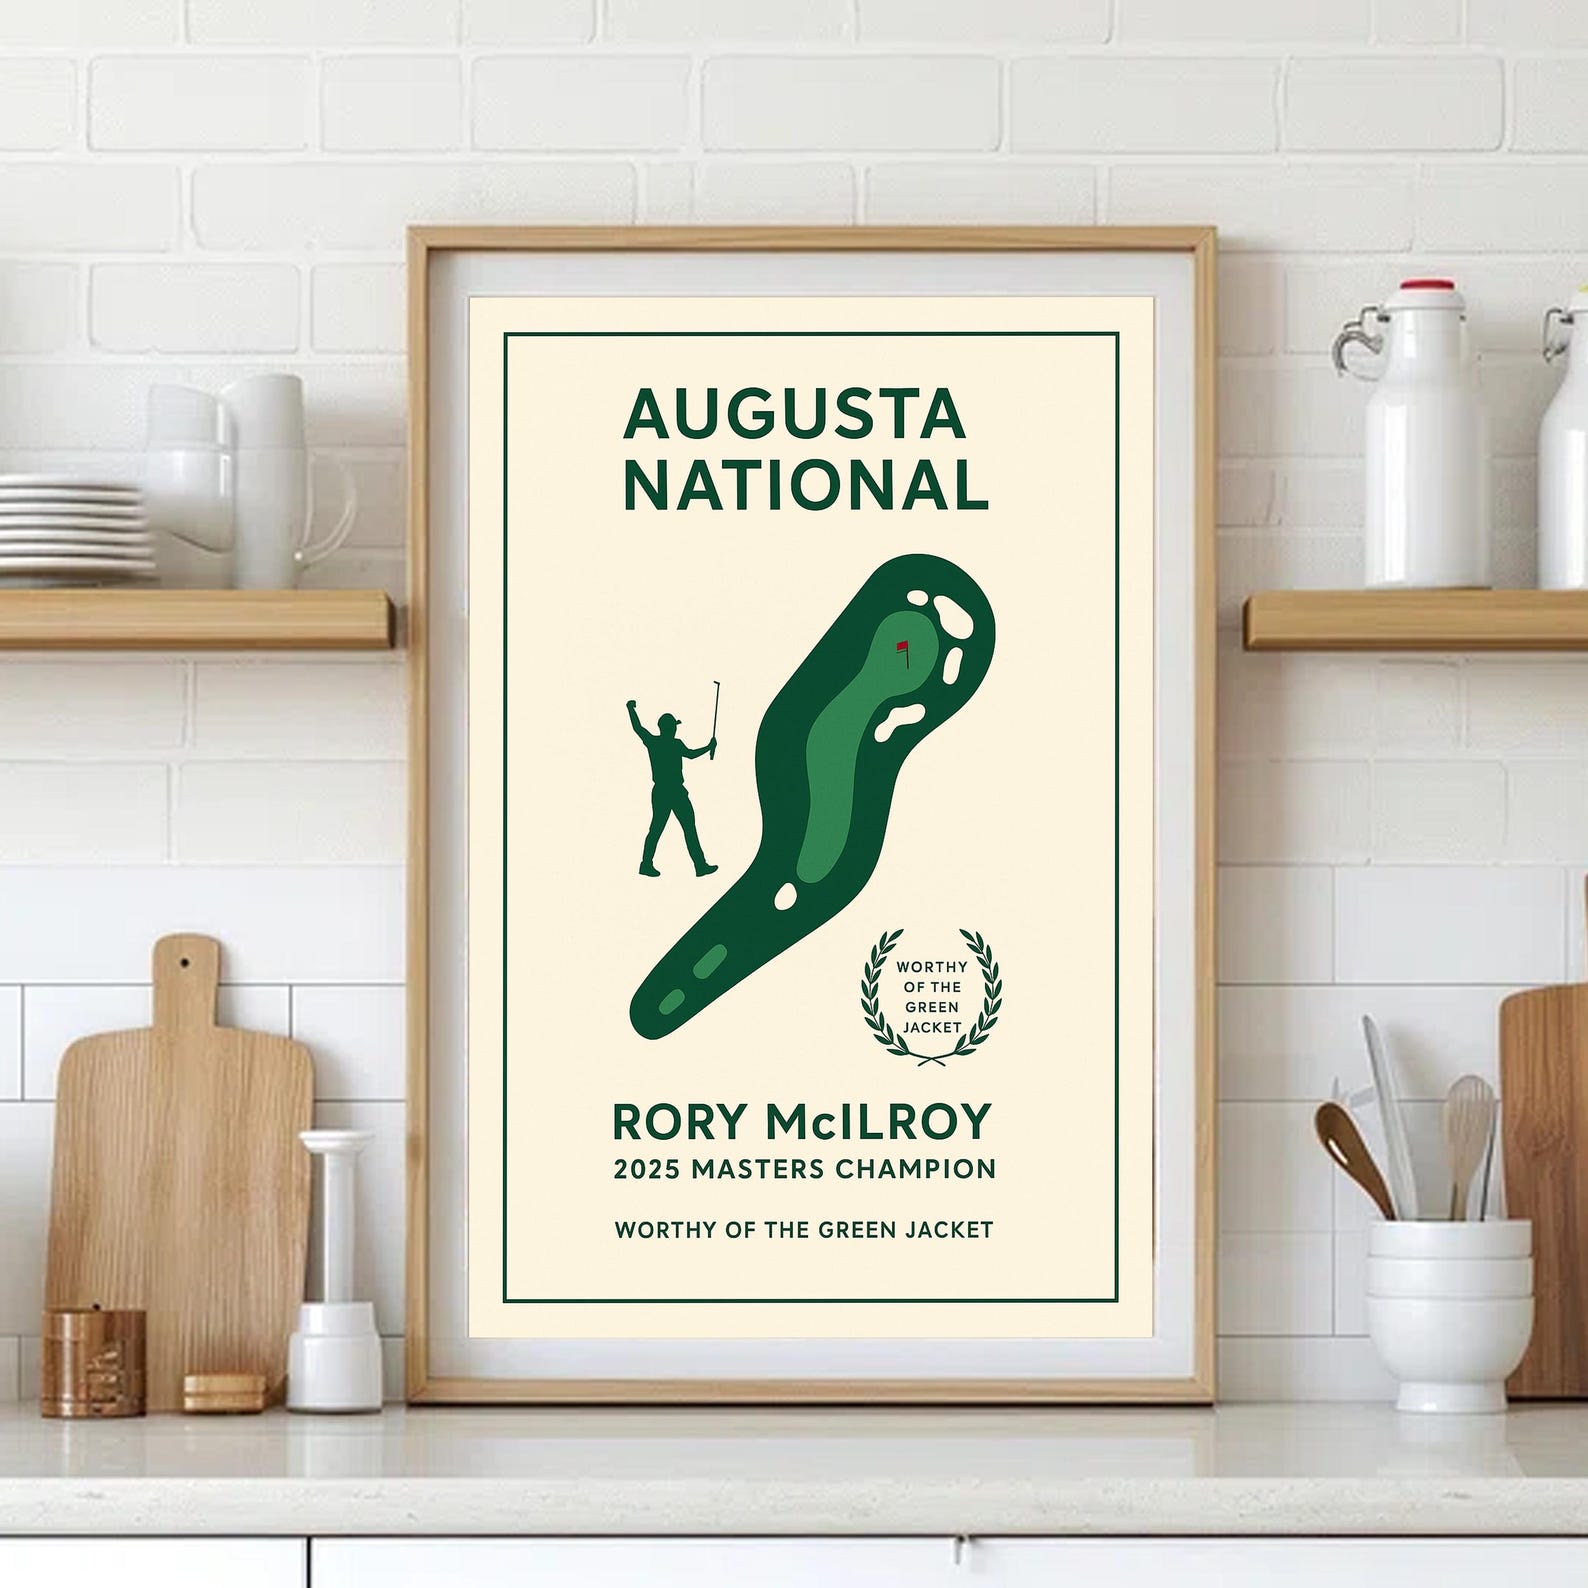 AUGUSTA
NATIONAL
WORTHY
OF THE
GREEN
JACKET
RORY McILROY
2025 MASTERS CHAMPION
WORTHY OF THE GREEN JACKET